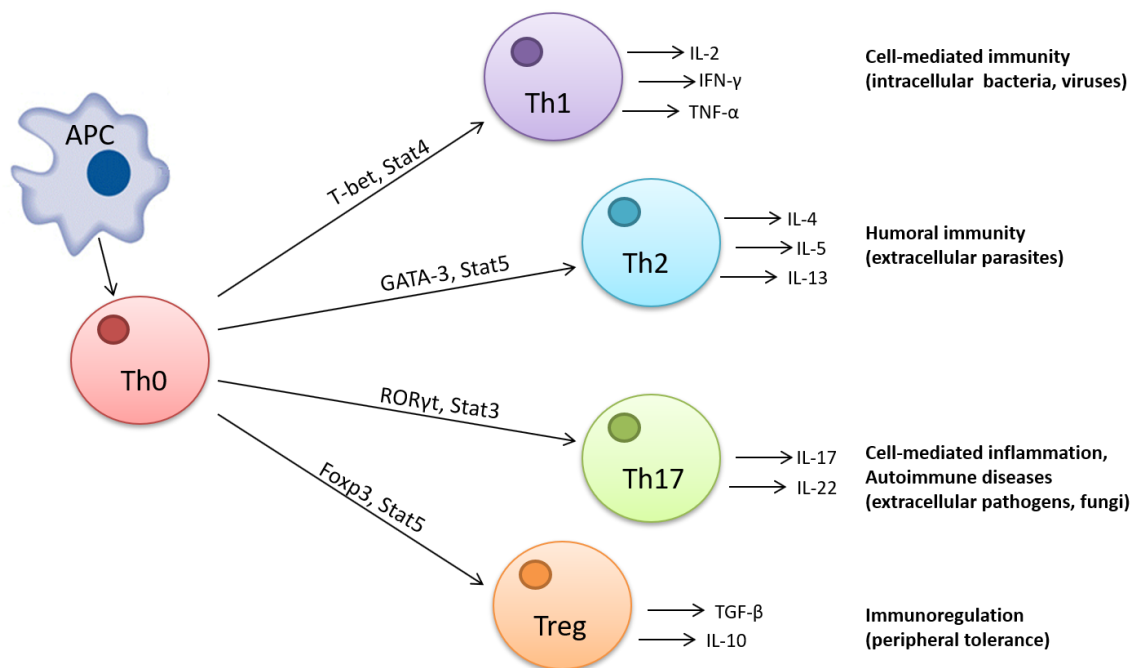 APC
Th0
T-bet, Stat4
GATA-3, Stat5
RORγt, Stat3
Foxp3, Stat5
Th1
IL-2
IFN-γ
TNF-α
Cell-mediated immunity
(intracellular bacteria, viruses)
Th2
IL-4
IL-5
IL-13
Humoral immunity
(extracellular parasites)
Th17
IL-17
IL-22
Cell-mediated inflammation,
Autoimmune diseases
(extracellular pathogens, fungi)
Treg
TGF-β
IL-10
Immunoregulation
(peripheral tolerance)